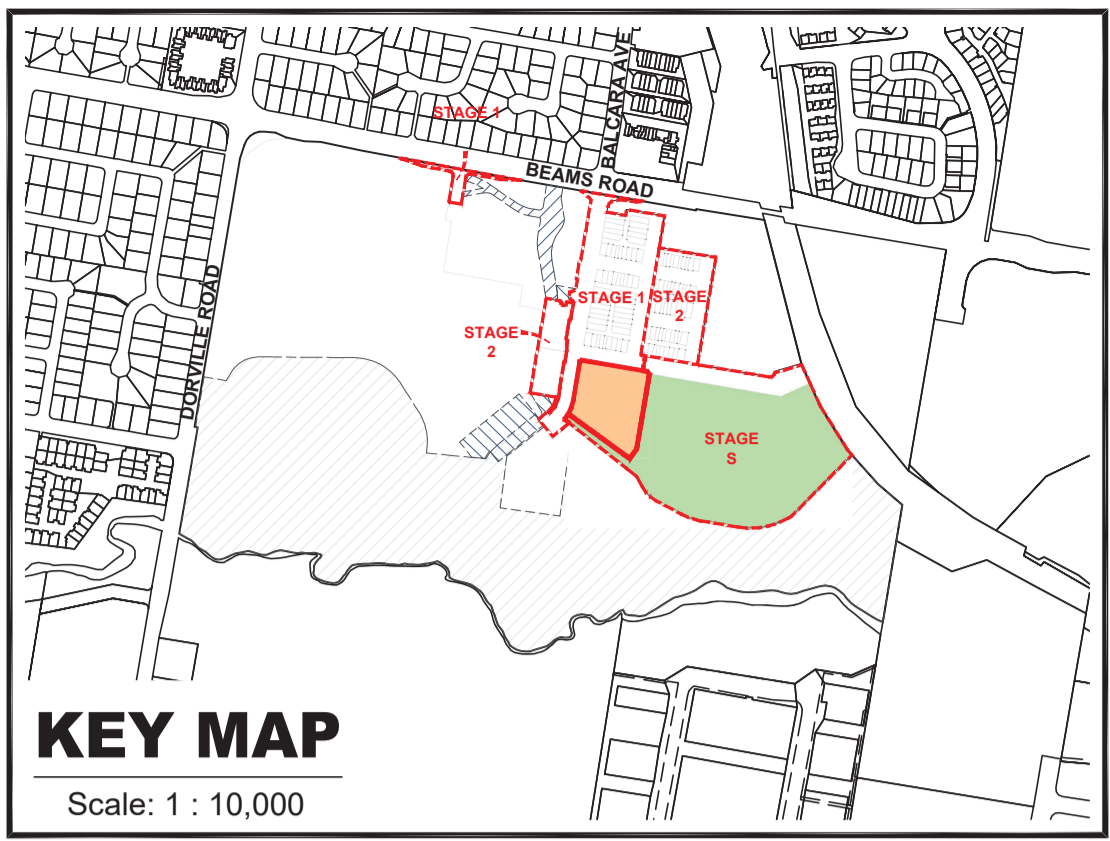 STAGE 1
BALCARA AVE
BEAMS ROAD
DORVILLE ROAD
STAGE 1
STAGE
2
STAGE
2
STAGE
S
KEY MAP
Scale: 1 : 10,000